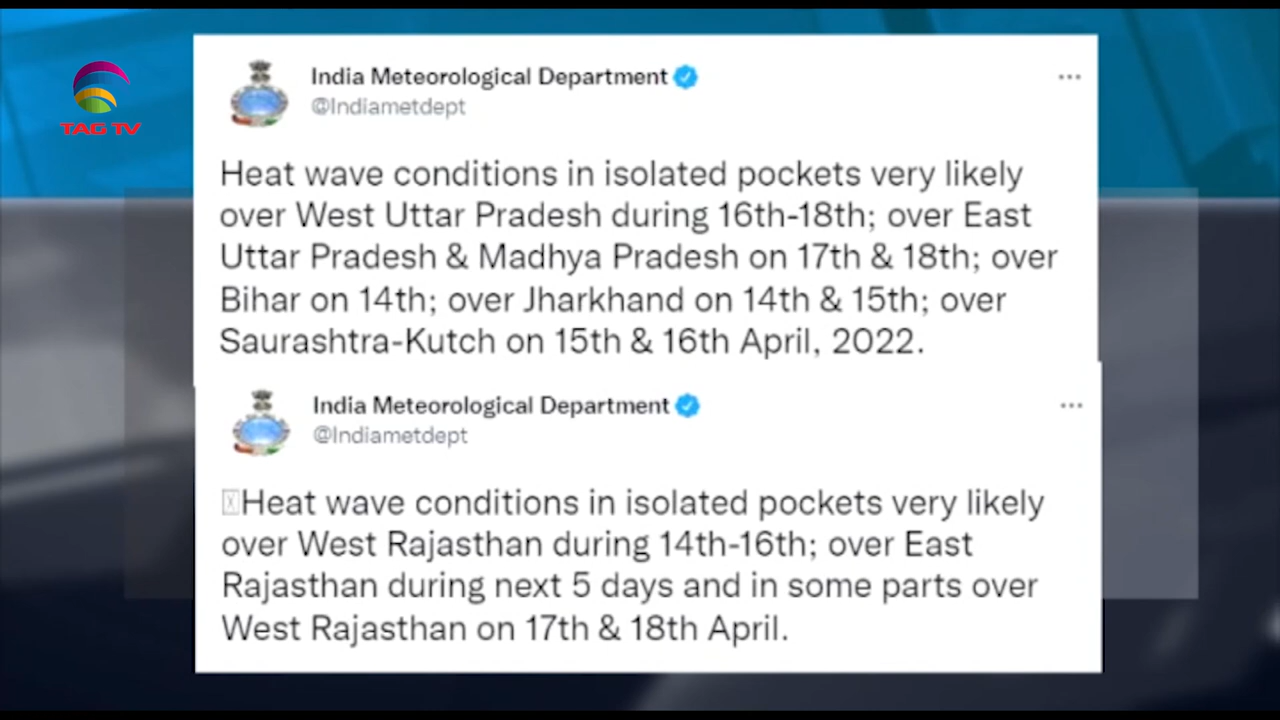 TAG TV
India Meteorological Department
@Indiametdept
Heat wave conditions in isolated pockets very likely
over West Uttar Pradesh during 16th-18th; over East
Uttar Pradesh & Madhya Pradesh on 17th & 18th; over
Bihar on 14th; over Jharkhand on 14th & 15th; over
Saurashtra-Kutch on 15th & 16th April, 2022.
India Meteorological Department
@Indiametdept
Heat wave conditions in isolated pockets very likely
over West Rajasthan during 14th-16th; over East
Rajasthan during next 5 days and in some parts over
West Rajasthan on 17th & 18th April.